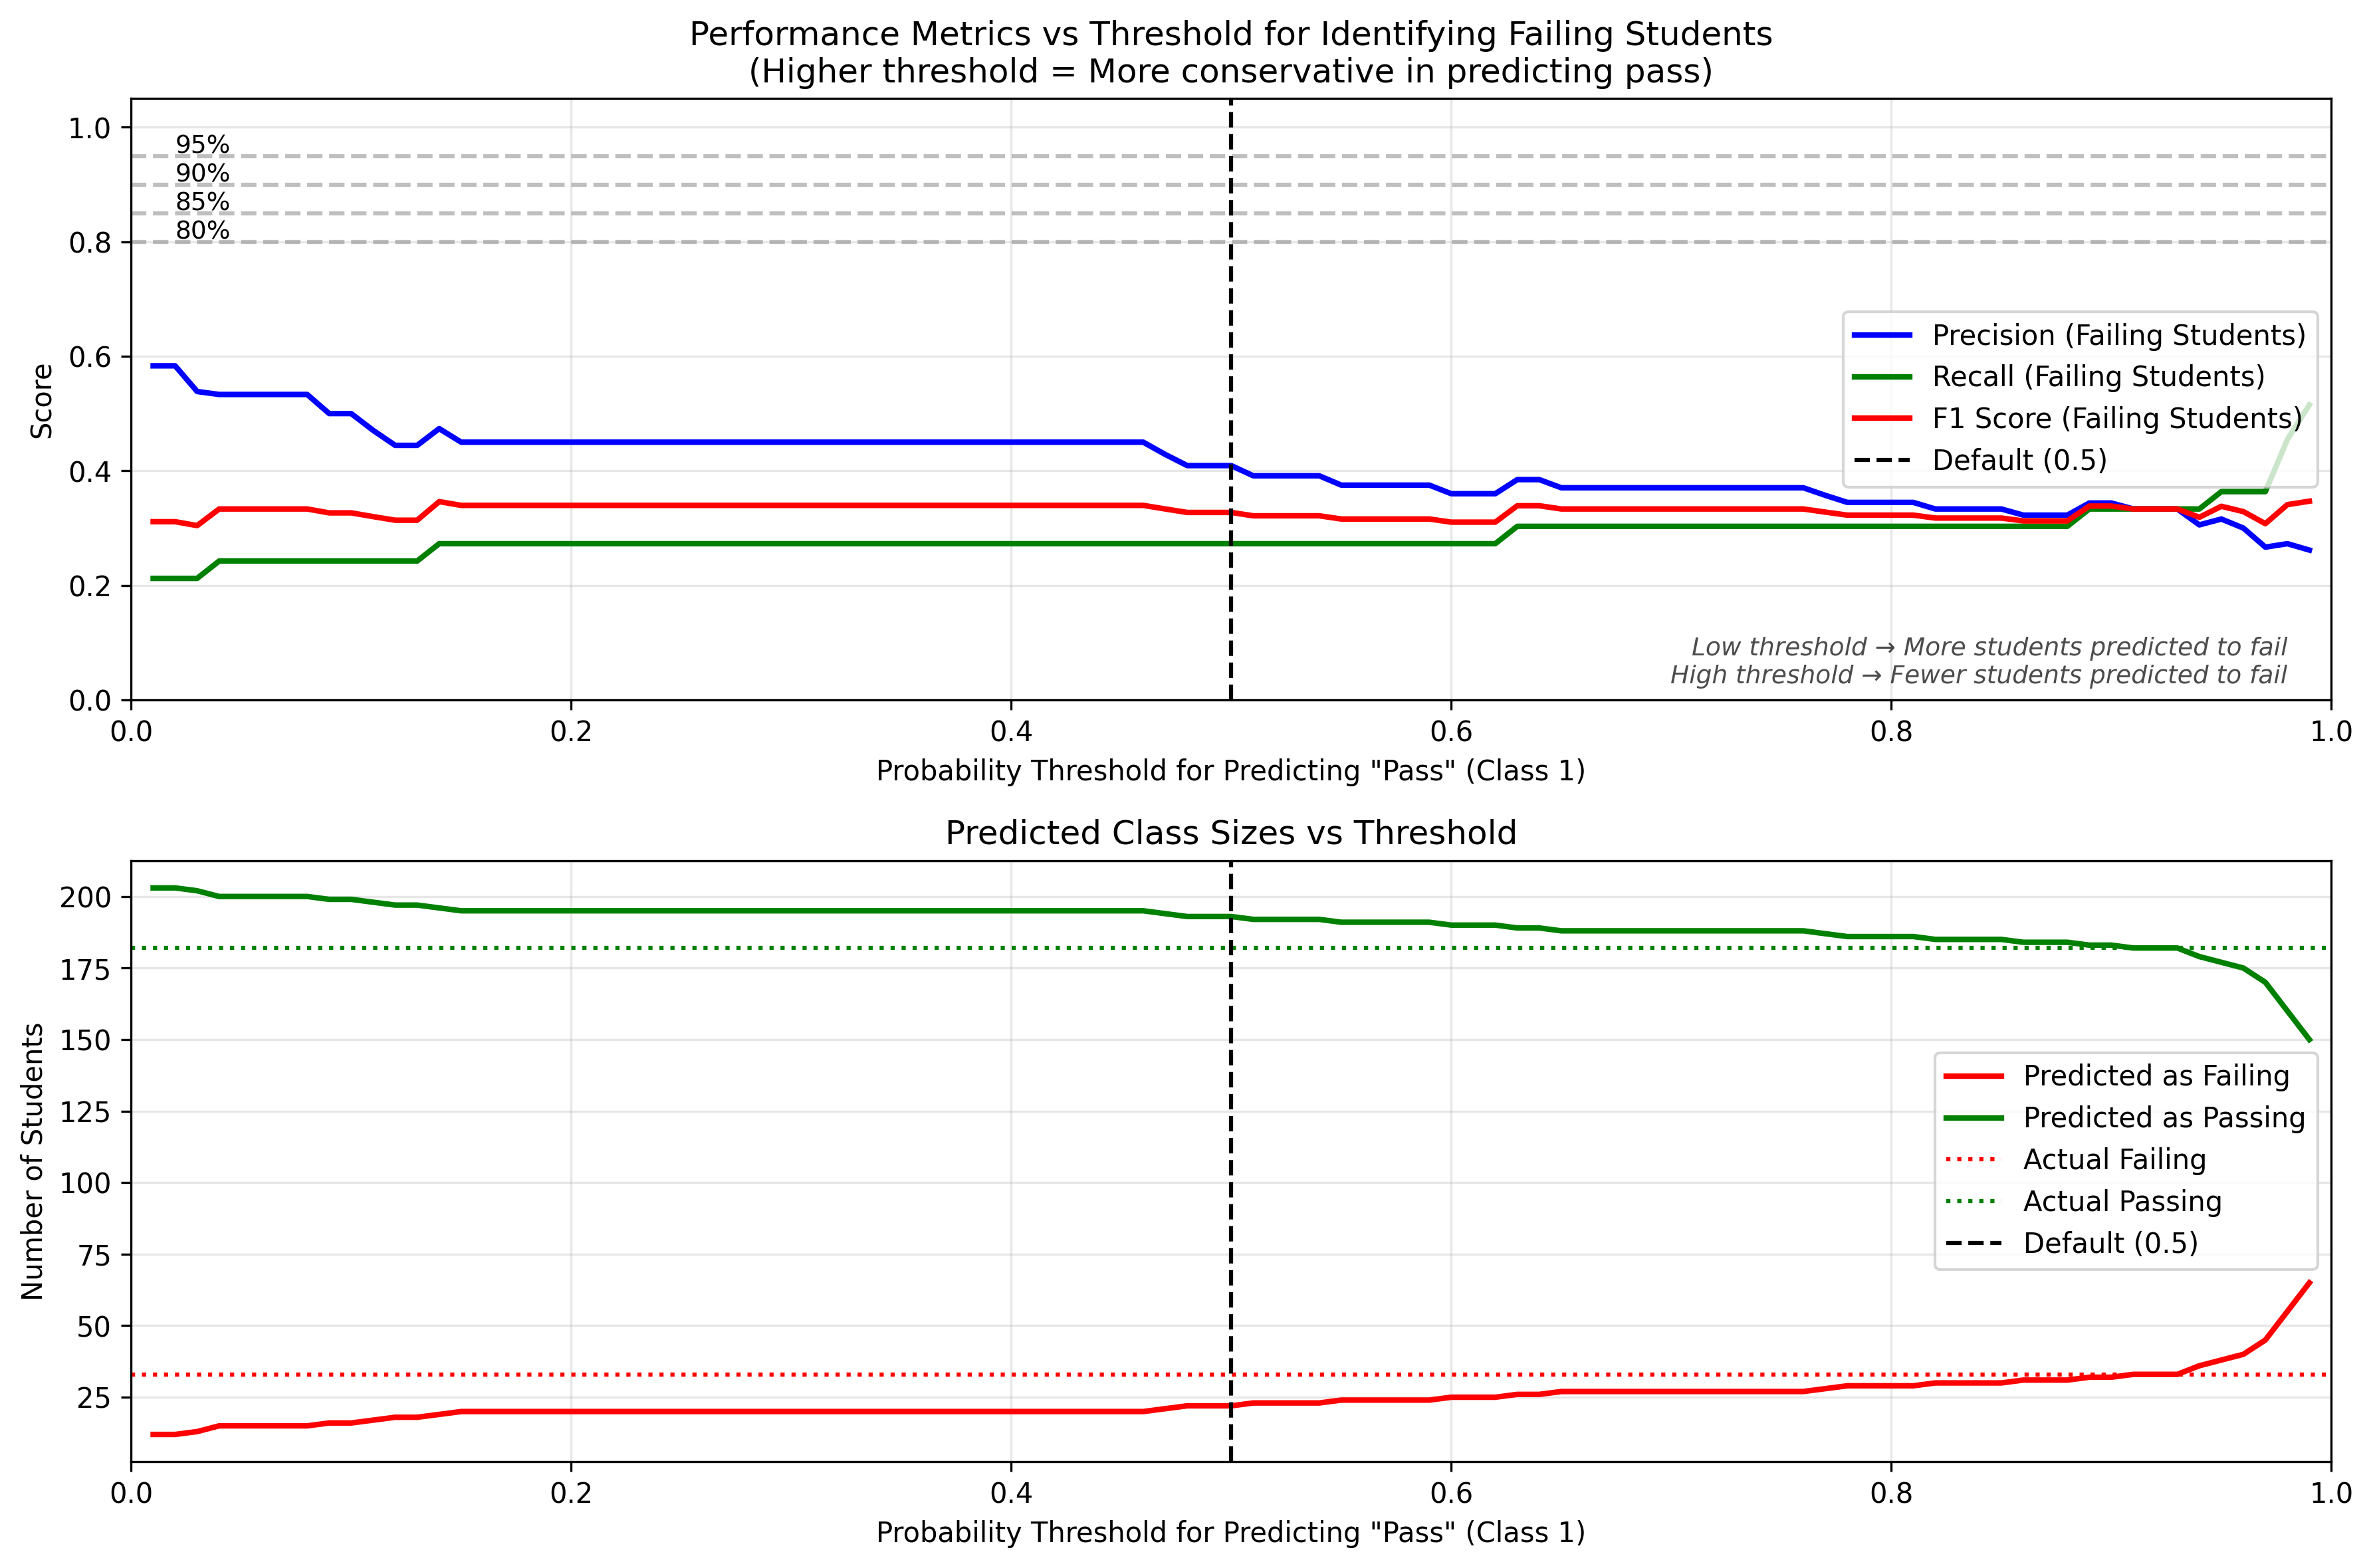 Performance Metrics vs Threshold for Identifying Failing Students
(Higher threshold = More conservative in predicting pass)
1.0
95%
90%
85%
80%
0.8
0.6
0.4
0.2
0.0
Score
Precision (Failing Students)
Recall (Failing Students)
F1 Score (Failing Students)
Default (0.5)
Low threshold → More students predicted to fail
High threshold → Fewer students predicted to fail
0.0 0.2 0.4 0.6 0.8 1.0
Probability Threshold for Predicting "Pass" (Class 1)
Predicted Class Sizes vs Threshold
200
175
150
125
100
75
50
25
Number of Students
Predicted as Failing
Predicted as Passing
Actual Failing
Actual Passing
Default (0.5)
0.0 0.2 0.4 0.6 0.8 1.0
Probability Threshold for Predicting "Pass" (Class 1)